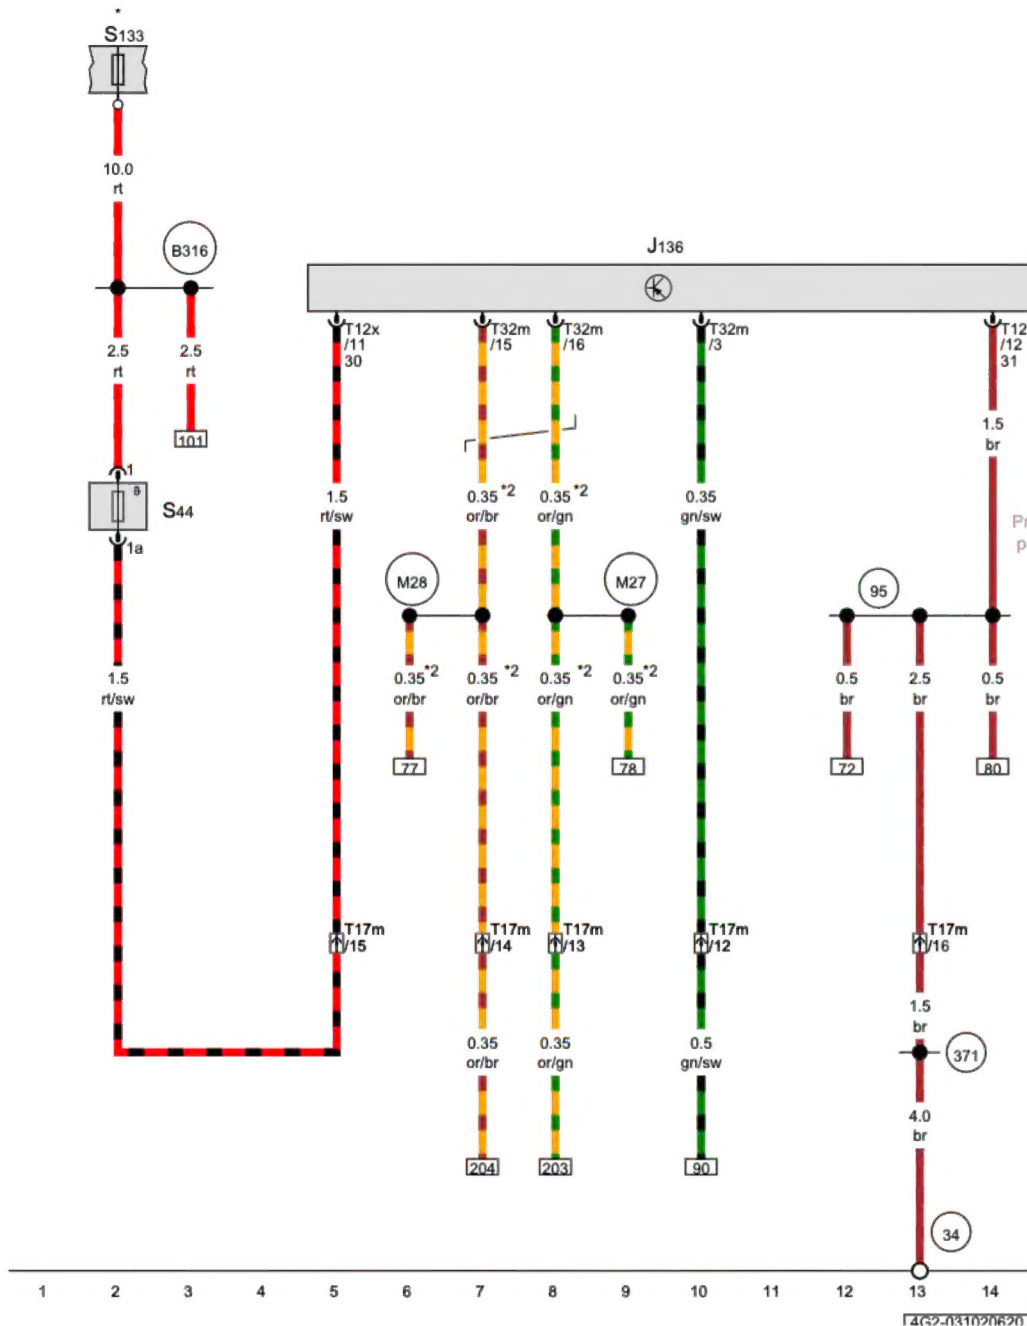 *
S133
10.0
rt
B316
J136
T12x
/11
30
T32m
/15
T32m
/16
T32m
/3
T12
/12
31
2.5
rt
2.5
rt
101
1
8
S44
1a
1.5
rt/sw
0.35 *2
or/br
0.35 *2
or/gn
0.35
gn/sw
1.5
br
Pr
p
M28
M27
95
1.5
rt/sw
0.35 *2
or/br
0.35 *2
or/br
0.35 *2
or/gn
0.35 *2
or/gn
0.5
br
2.5
br
0.5
br
77
78
72
80
T17m
/15
T17m
/14
T17m
/13
T17m
/12
T17m
/16
0.35
or/br
0.35
or/gn
0.5
gn/sw
1.5
br
371
4.0
br
204
203
90
34
1 2 3 4 5 6 7 8 9 10 11 12 13 14
4G2-031020620